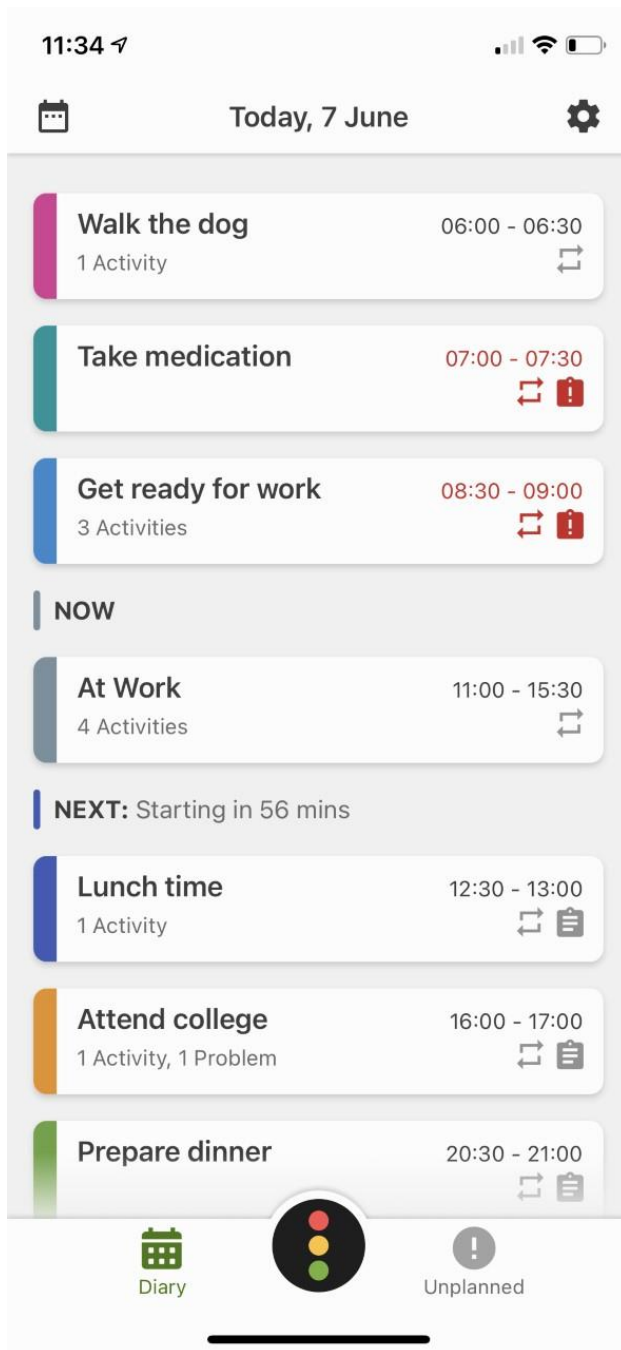 11:34
Today, 7 June
Walk the dog 06:00 - 06:30
1 Activity
Take medication 07:00 - 07:30
Get ready for work 08:30 - 09:00
3 Activities
NOW
At Work 11:00 - 15:30
4 Activities
NEXT: Starting in 56 mins
Lunch time 12:30 - 13:00
1 Activity
Attend college 16:00 - 17:00
1 Activity, 1 Problem
Prepare dinner 20:30 - 21:00
Diary Unplanned